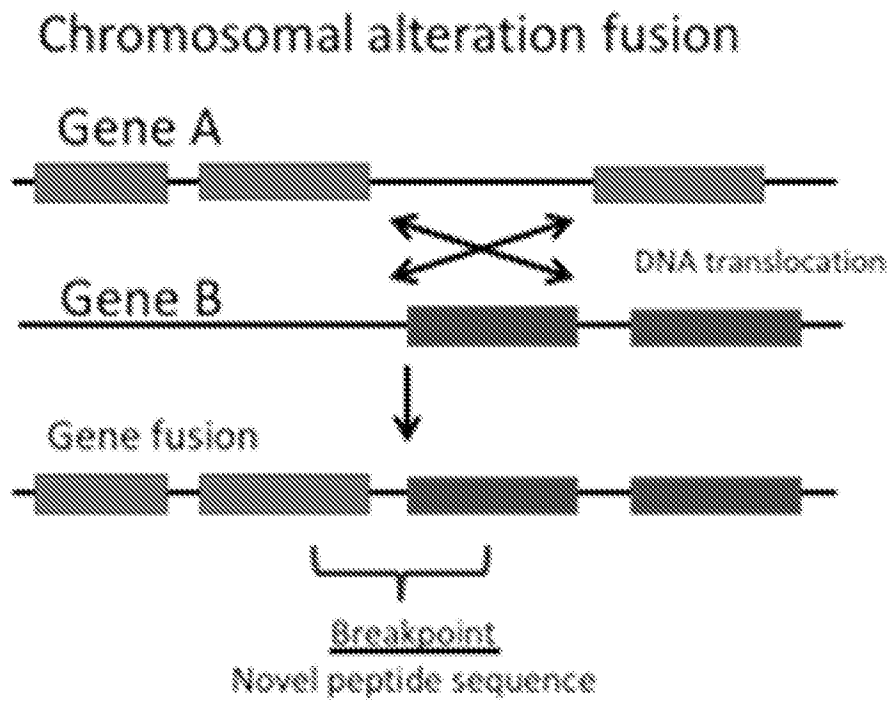 Chromosomal alteration fusion
Gene A
DNA translocation
Gene B
Gene fusion
Breakpoint
Novel peptide sequence